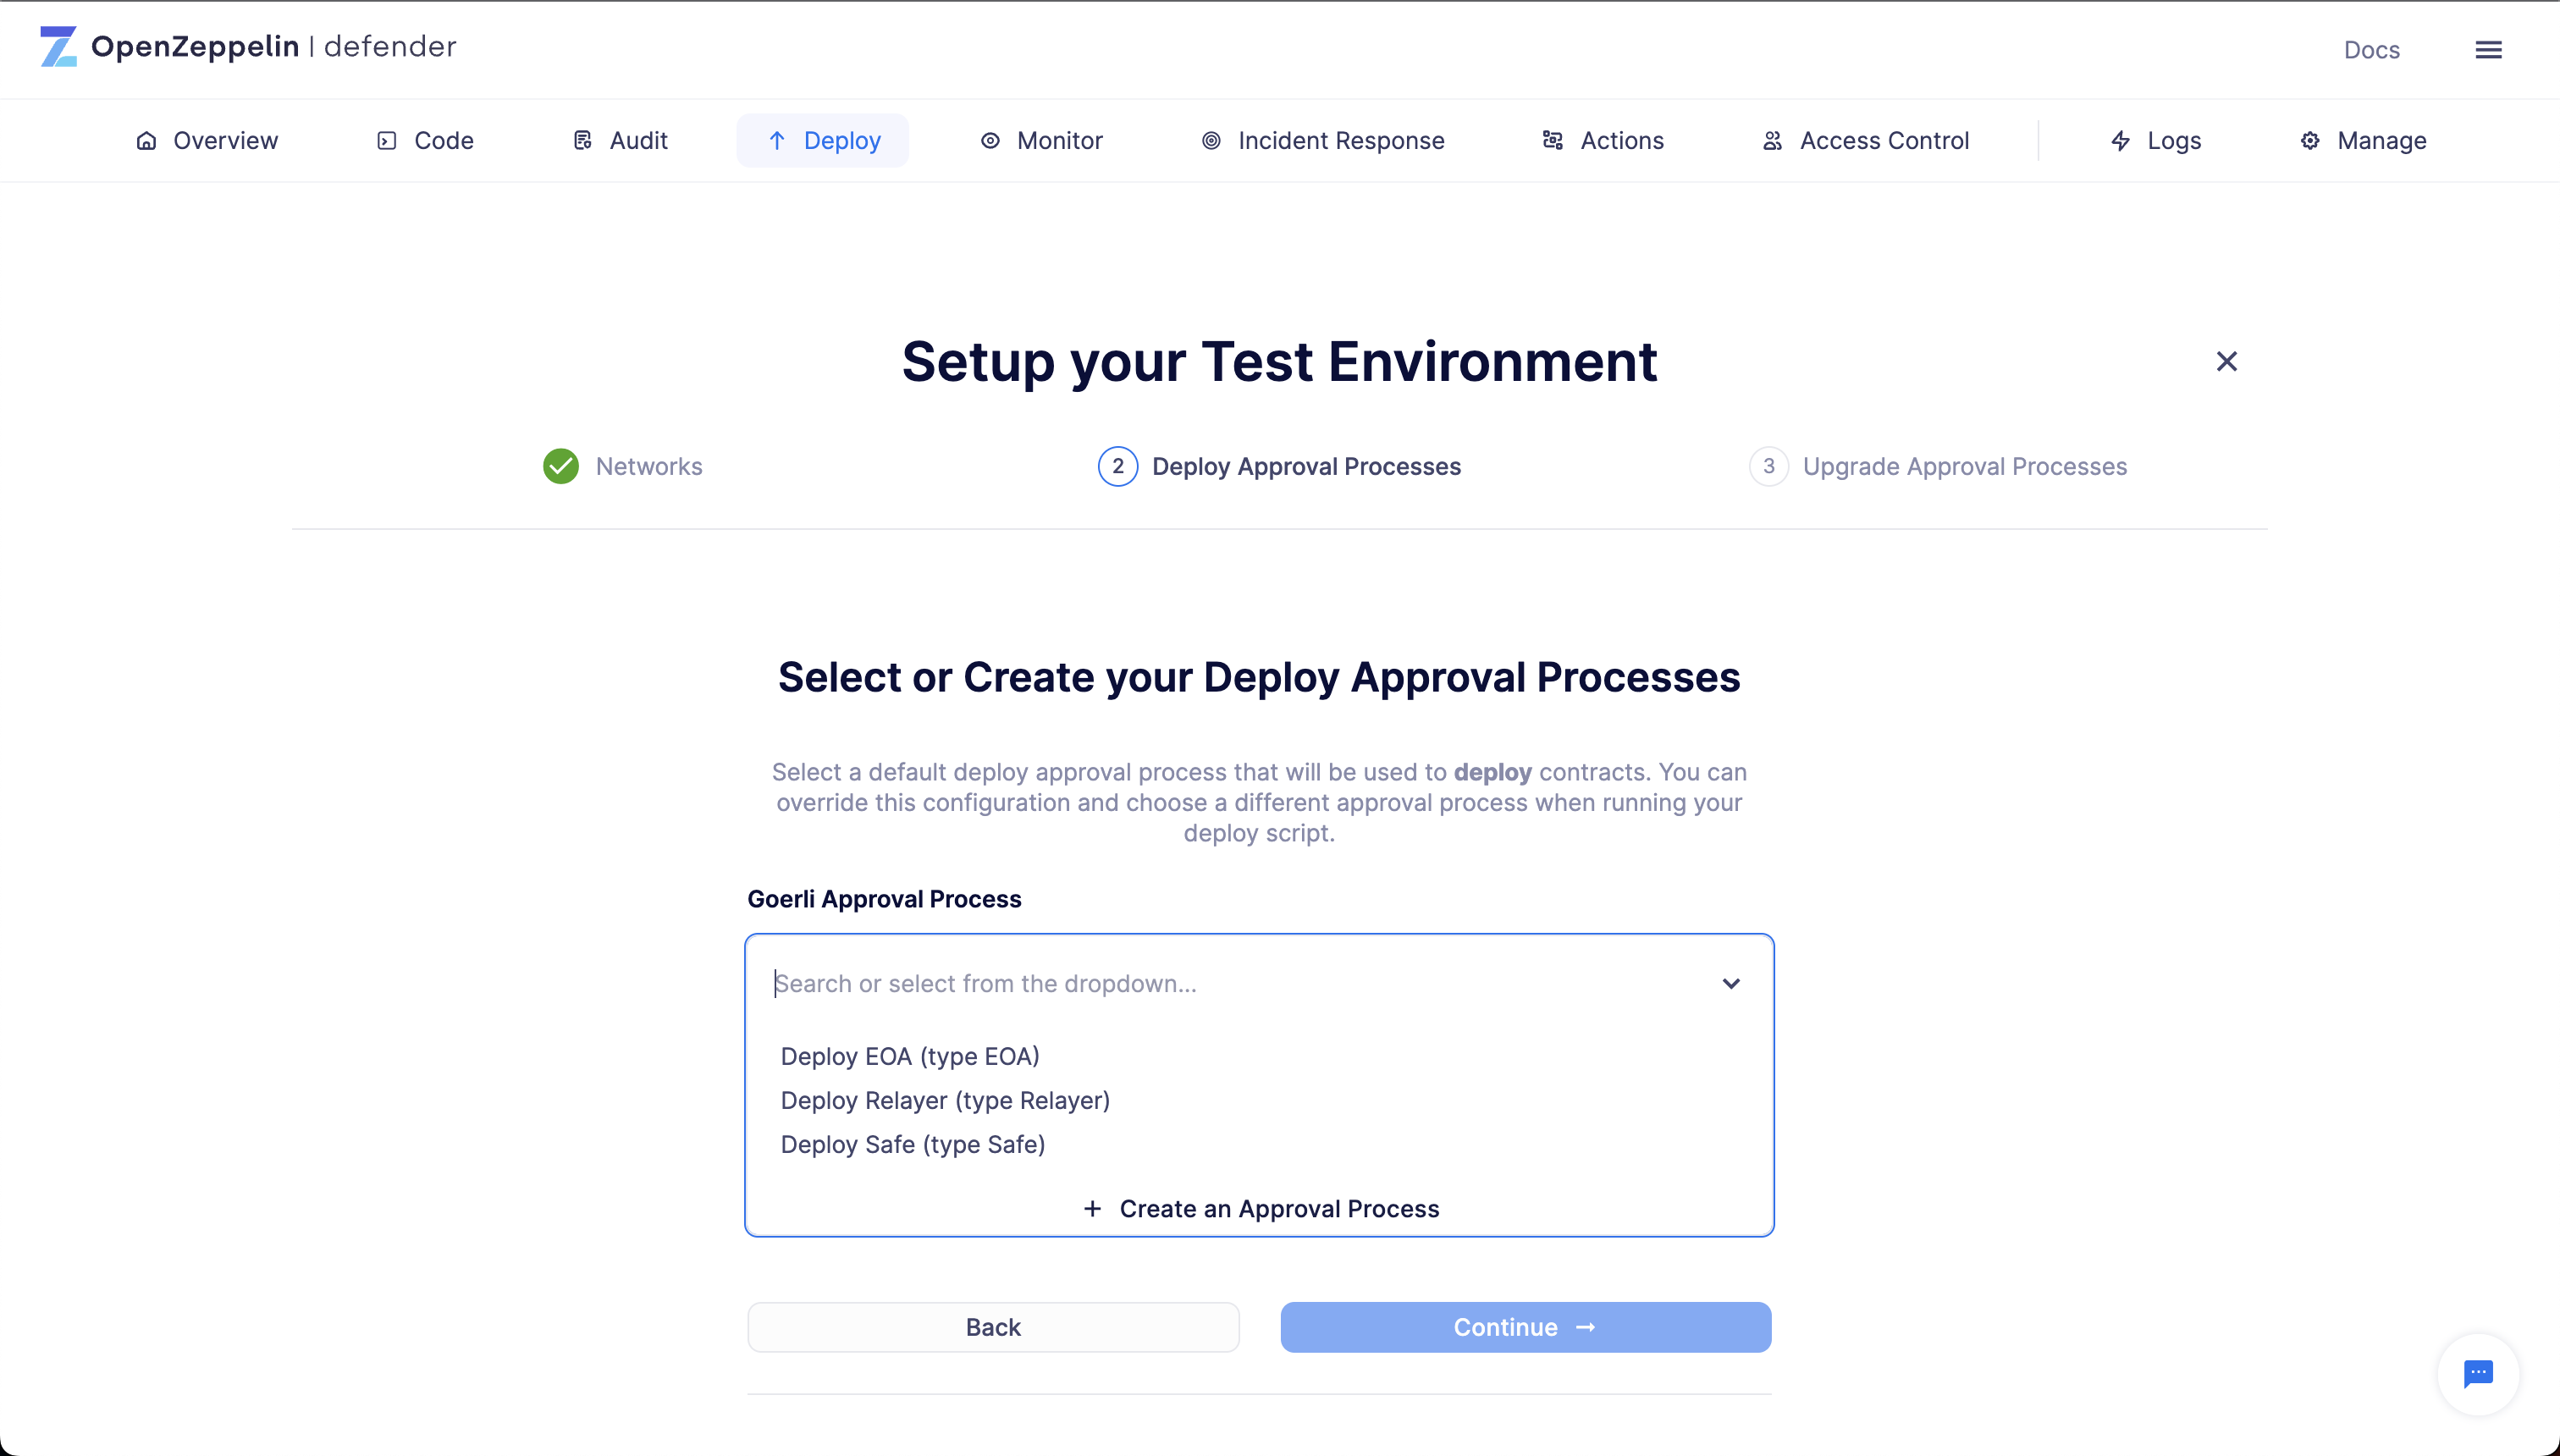 OpenZeppelin | defender
Docs
Overview
Code
Audit
Deploy
Monitor
Incident Response
Actions
Access Control
Logs
Manage
Setup your Test Environment
Networks
2 Deploy Approval Processes
3 Upgrade Approval Processes
Select or Create your Deploy Approval Processes
Select a default deploy approval process that will be used to deploy contracts. You can
override this configuration and choose a different approval process when running your
deploy script.
Goerli Approval Process
Search or select from the dropdown...
Deploy EOA (type EOA)
Deploy Relayer (type Relayer)
Deploy Safe (type Safe)
+ Create an Approval Process
Back
Continue →